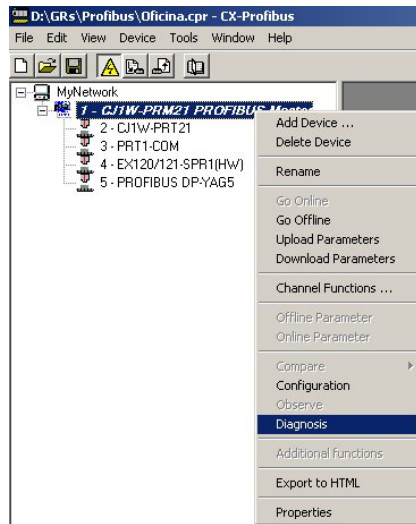 D:\GRs\Profibus\Oficina.cpr - CX-Profibus
File Edit View Device Tools Window Help
MyNetwork
1 - CJ1W-PRM21 PROFIBUS Master
2 - CJ1W-PRT21
3 - PRT1-COM
4 - EX120/121-SPR1(HW)
5 - PROFIBUS DP-YAG5
Add Device ...
Delete Device
Rename
Go Online
Go Offline
Upload Parameters
Download Parameters
Channel Functions ...
Offline Parameter
Online Parameter
Compare
Configuration
Observe
Diagnosis
Additional functions
Export to HTML
Properties